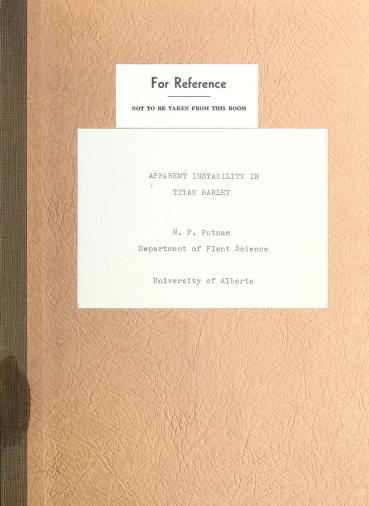 For Reference
NOT TO BE TAKEN FROM THIS ROOM
APPARENT INSTABILITY IN
TITAN BARLEY
N. F. Putnam
Department of Plant Science
University of Alberta